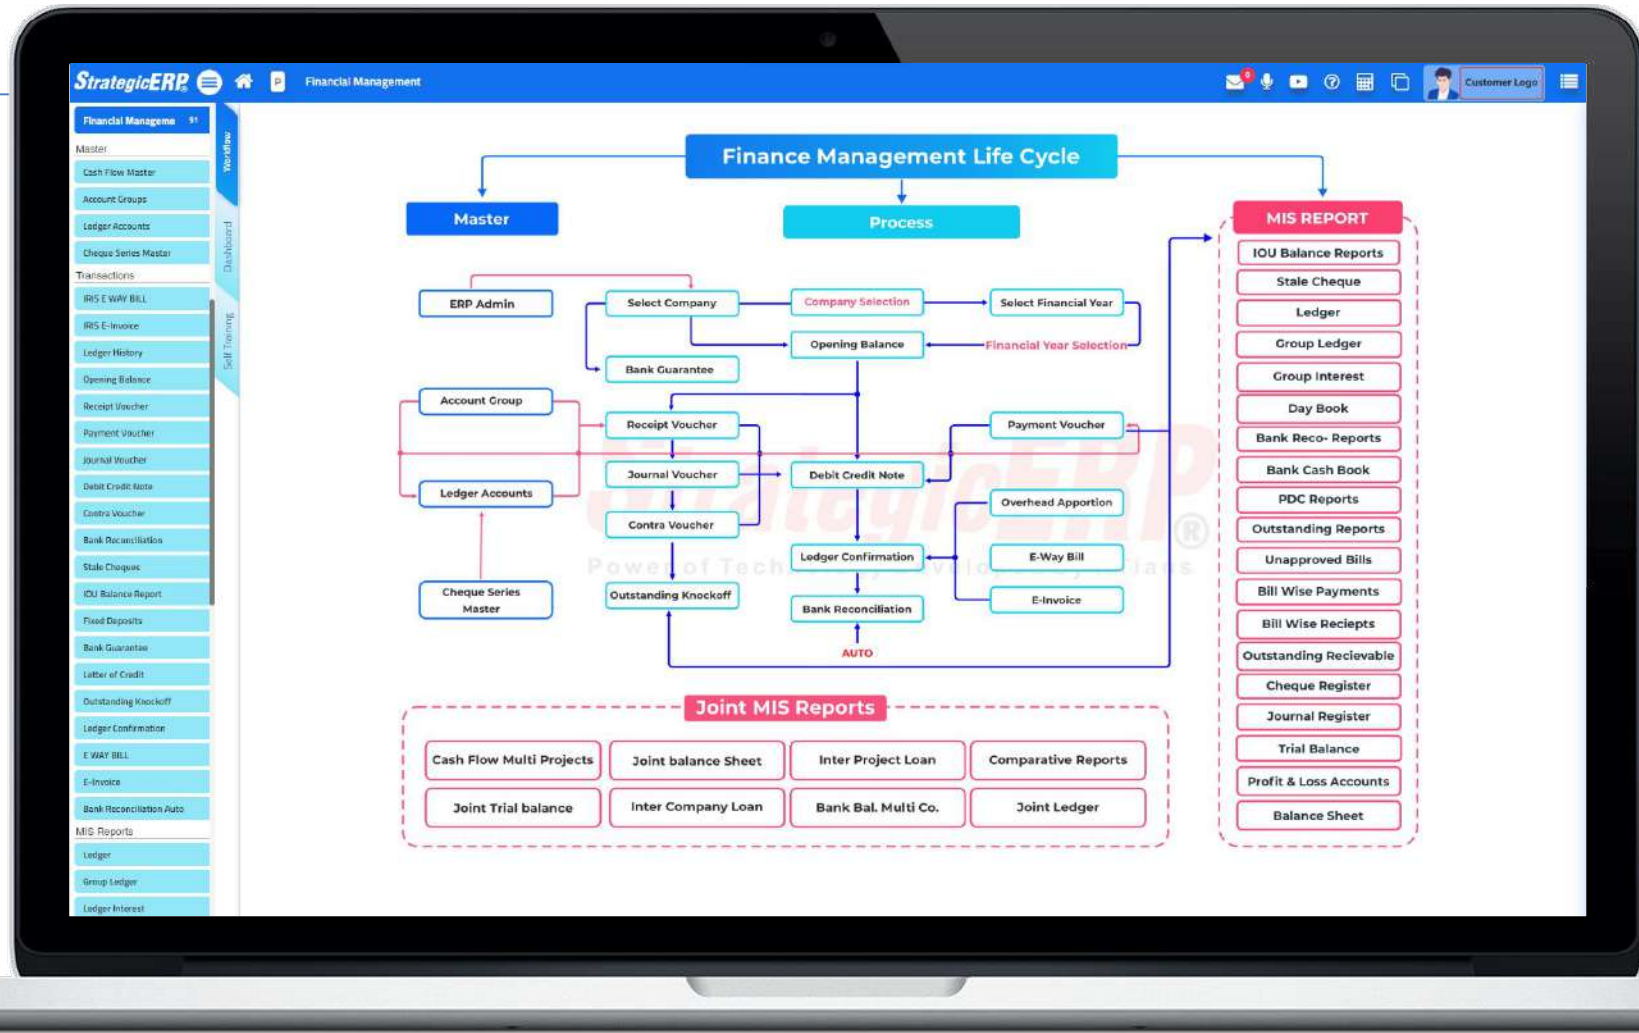 StrategicERP
P
Financial Management
0
Customer Logo
Financial Manageme 91
Master
Cash Flow Master
Account Groups
Ledger Accounts
Cheque Series Master
Transactions
IRIS E WAY BILL
IRIS E-Invoice
Ledger History
Opening Balance
Receipt Voucher
Payment Voucher
Journal Voucher
Debit Credit Note
Contra Voucher
Bank Reconciliation
Stale Cheques
IOU Balance Report
Fixed Deposits
Bank Guarantee
Letter of Credit
Outstanding Knockoff
Ledger Confirmation
E WAY BILL
E-Invoice
Bank Reconciliation Auto
MIS Reports
Ledger
Group Ledger
Ledger Interest
Workflow
Dashboard
Self Training
Finance Management Life Cycle
Master
Process
ERP Admin
Select Company
Company Selection
Select Financial Year
Opening Balance
Financial Year Selection
Bank Guarantee
Account Group
Receipt Voucher
Payment Voucher
Ledger Accounts
Journal Voucher
Debit Credit Note
Overhead Apportion
Contra Voucher
Ledger Confirmation
E-Way Bill
Cheque Series
Master
Outstanding Knockoff
Bank Reconciliation
E-Invoice
AUTO
StrategicERP®
MIS REPORT
IOU Balance Reports
Stale Cheque
Ledger
Group Ledger
Group Interest
Day Book
Bank Reco- Reports
Bank Cash Book
PDC Reports
Outstanding Reports
Unapproved Bills
Bill Wise Payments
Bill Wise Reciepts
Outstanding Recievable
Cheque Register
Journal Register
Trial Balance
Profit & Loss Accounts
Balance Sheet
Joint MIS Reports
Cash Flow Multi Projects
Joint balance Sheet
Inter Project Loan
Comparative Reports
Joint Trial balance
Inter Company Loan
Bank Bal. Multi Co.
Joint Ledger